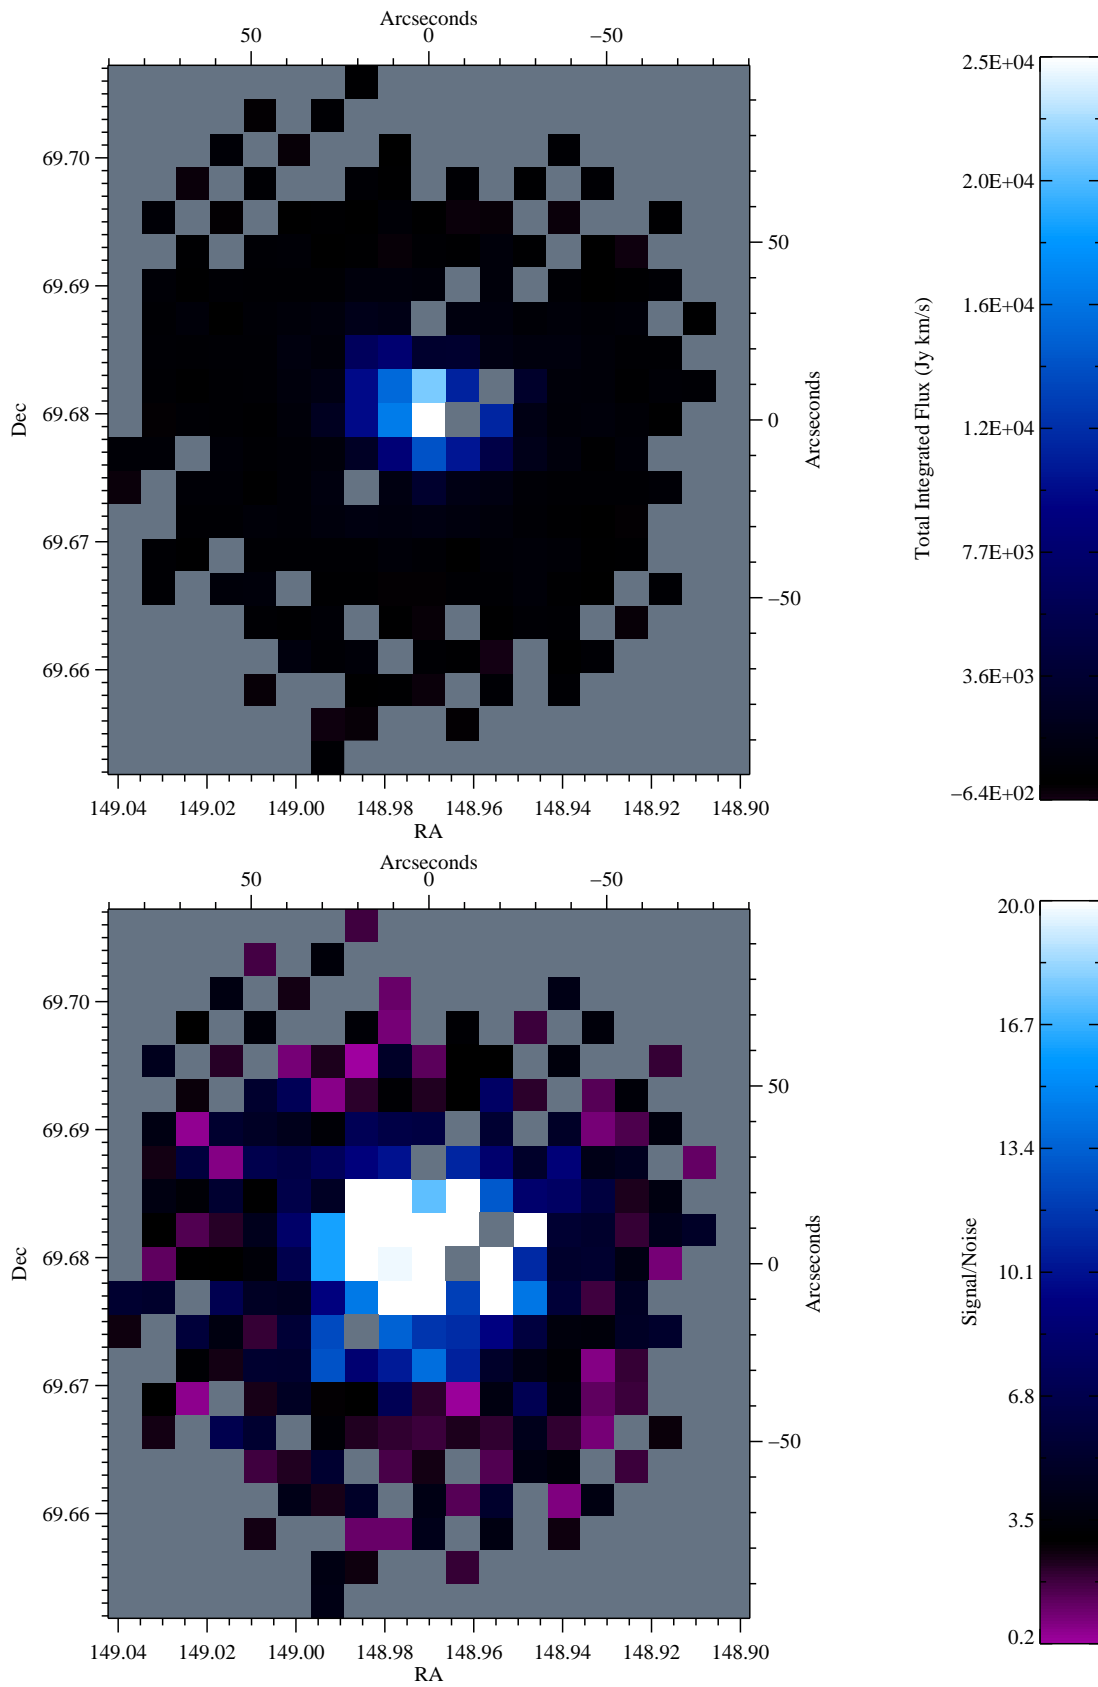 Arcseconds
50 0 −50
2.5E+04
69.70
2.0E+04
50
69.69
1.6E+04
Total Integrated Flux (Jy km/s)
Dec
69.68
0
1.2E+04
Arcseconds
69.67
7.7E+03
−50
69.66
3.6E+03
−6.4E+02
149.04 149.02 149.00 148.98 148.96 148.94 148.92 148.90
RA
Arcseconds
50 0 −50
20.0
69.70
16.7
50
69.69
13.4
Signal/Noise
Dec
69.68
0
10.1
Arcseconds
69.67
6.8
−50
69.66
3.5
0.2
149.04 149.02 149.00 148.98 148.96 148.94 148.92 148.90
RA